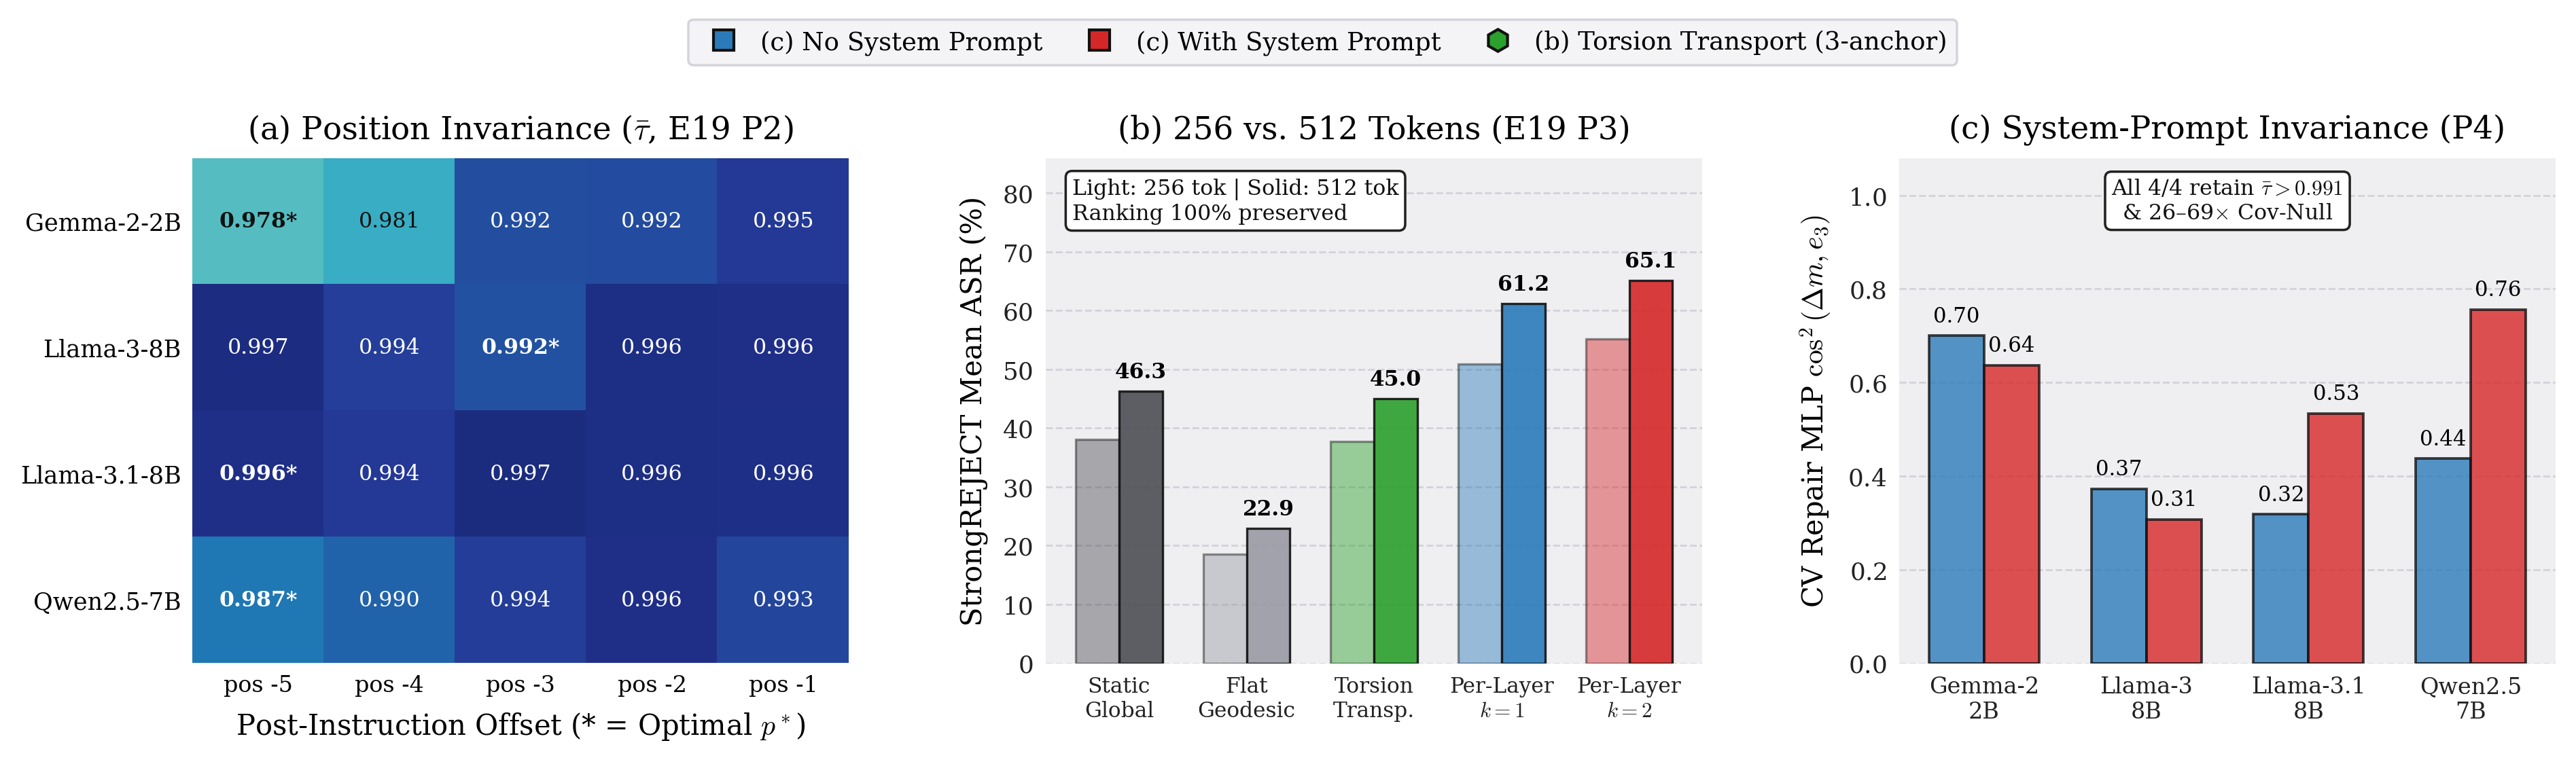 (c) No System Prompt (c) With System Prompt (b) Torsion Transport (3-anchor)
(a) Position Invariance (τ̄, E19 P2)
Gemma-2-2B 0.978* 0.981 0.992 0.992 0.995
Llama-3-8B 0.997 0.994 0.992* 0.996 0.996
Llama-3.1-8B 0.996* 0.994 0.997 0.996 0.996
Qwen2.5-7B 0.987* 0.990 0.994 0.996 0.993
pos -5 pos -4 pos -3 pos -2 pos -1
Post-Instruction Offset (* = Optimal p*)
(b) 256 vs. 512 Tokens (E19 P3)
StrongREJECT Mean ASR (%)
80
70
60
50
40
30
20
10
0
Light: 256 tok | Solid: 512 tok
Ranking 100% preserved
46.3
22.9
45.0
61.2
65.1
Static
Global
Flat
Geodesic
Torsion
Transp.
Per-Layer
k = 1
Per-Layer
k = 2
(c) System-Prompt Invariance (P4)
CV Repair MLP cos² (Δm, e₃)
1.0
0.8
0.6
0.4
0.2
0.0
All 4/4 retain τ̄ > 0.991
& 26–69× Cov-Null
0.70
0.64
0.37
0.31
0.32
0.53
0.44
0.76
Gemma-2
2B
Llama-3
8B
Llama-3.1
8B
Qwen2.5
7B